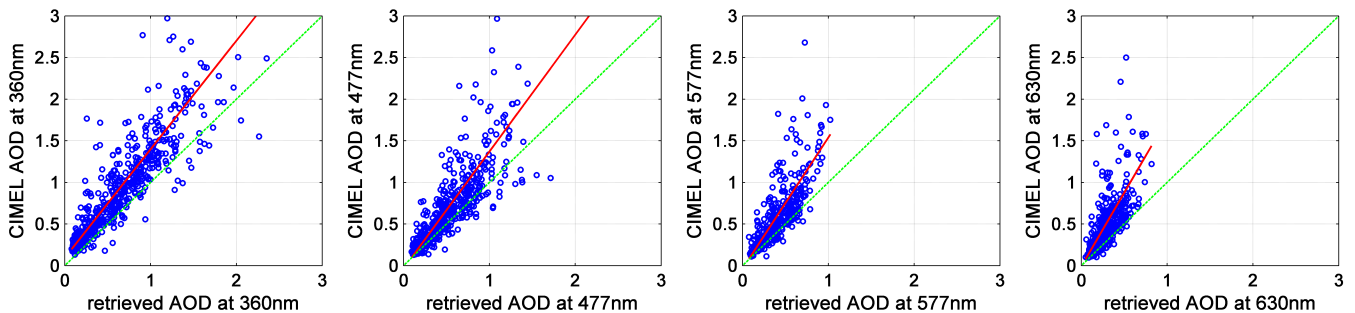 CIMEL AOD at 360nm
3
2.5
2
1.5
1
0.5
0
0 1 2 3
retrieved AOD at 360nm
CIMEL AOD at 477nm
3
2.5
2
1.5
1
0.5
0
0 1 2 3
retrieved AOD at 477nm
CIMEL AOD at 577nm
3
2.5
2
1.5
1
0.5
0
0 1 2 3
retrieved AOD at 577nm
CIMEL AOD at 630nm
3
2.5
2
1.5
1
0.5
0
0 1 2 3
retrieved AOD at 630nm